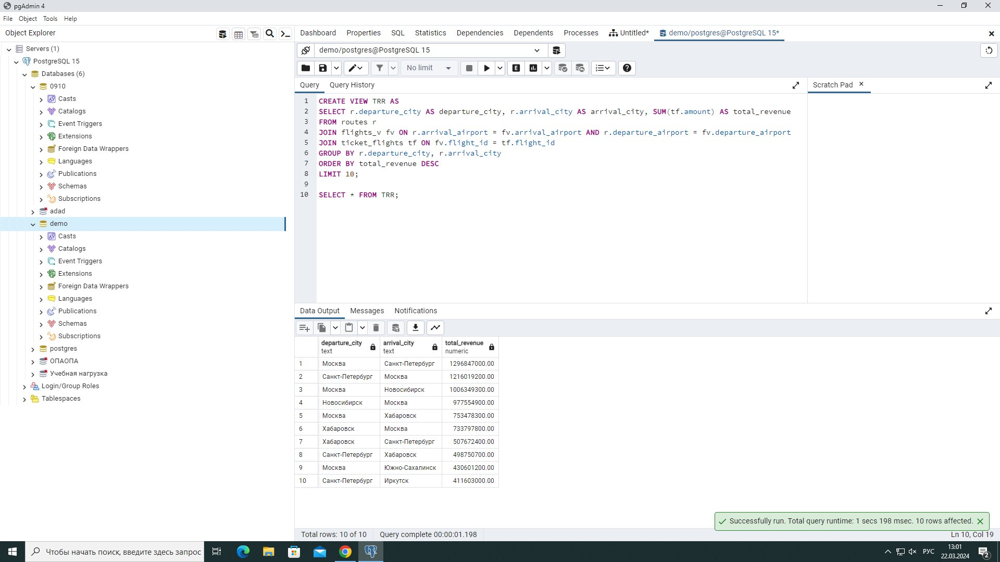 pgAdmin 4
File Object Tools Help
Object Explorer
Dashboard Properties SQL Statistics Dependencies Dependents Processes Untitled* demo/postgres@PostgreSQL 15*
Servers (1)
PostgreSQL 15
Databases (6)
0910
Casts
Catalogs
Event Triggers
Extensions
Foreign Data Wrappers
Languages
Publications
Schemas
Subscriptions
adad
demo
Casts
Catalogs
Event Triggers
Extensions
Foreign Data Wrappers
Languages
Publications
Schemas
Subscriptions
postgres
ОПАОПА
Учебная нагрузка
Login/Group Roles
Tablespaces
demo/postgres@PostgreSQL 15
No limit
E
Query Query History
Scratch Pad
1 CREATE VIEW TRR AS
2 SELECT r.departure_city AS departure_city, r.arrival_city AS arrival_city, SUM(tf.amount) AS total_revenue
3 FROM routes r
4 JOIN flights_v fv ON r.arrival_airport = fv.arrival_airport AND r.departure_airport = fv.departure_airport
5 JOIN ticket_flights tf ON fv.flight_id = tf.flight_id
6 GROUP BY r.departure_city, r.arrival_city
7 ORDER BY total_revenue DESC
8 LIMIT 10;
9
10 SELECT * FROM TRR;
Data Output Messages Notifications
departure_city arrival_city total_revenue
text text numeric
1 Москва Санкт-Петербург 1296847000.00
2 Санкт-Петербург Москва 1216019200.00
3 Москва Новосибирск 1006349300.00
4 Новосибирск Москва 977554900.00
5 Москва Хабаровск 753478300.00
6 Хабаровск Москва 733797800.00
7 Хабаровск Санкт-Петербург 507672400.00
8 Санкт-Петербург Хабаровск 498750700.00
9 Москва Южно-Сахалинск 430601200.00
10 Санкт-Петербург Иркутск 411603000.00
Successfully run. Total query runtime: 1 secs 198 msec. 10 rows affected.
Total rows: 10 of 10 Query complete 00:00:01.198
Ln 10, Col 19
Чтобы начать поиск, введите здесь запрос
РУС
13:01
22.03.2024
2